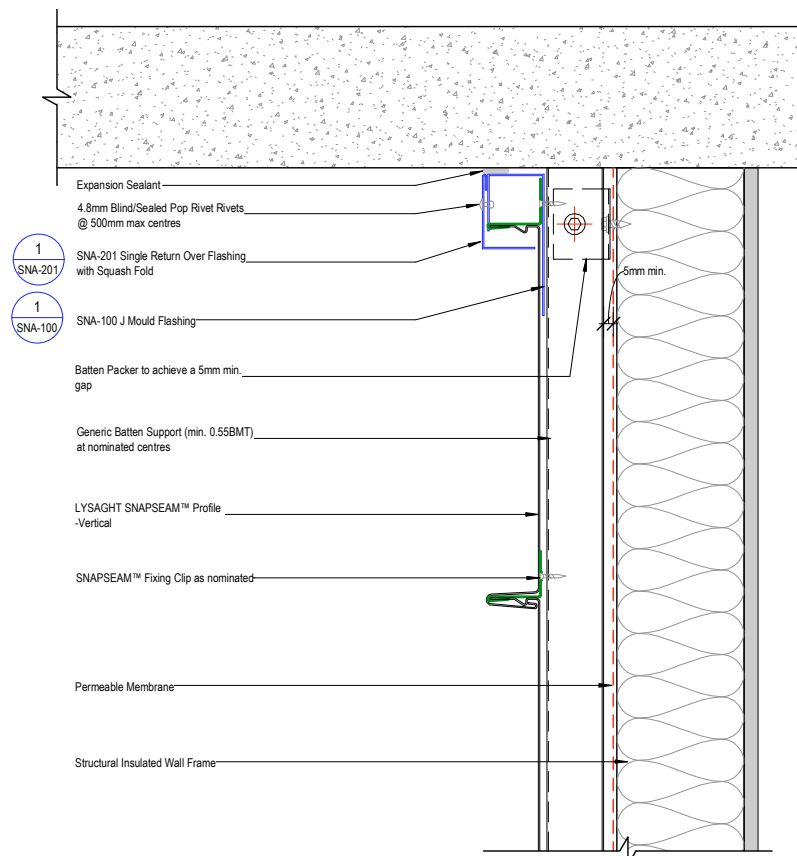 Expansion Sealant
4.8mm Blind/Sealed Pop Rivet Rivets
@ 500mm max centres
1
SNA-201
SNA-201 Single Return Over Flashing
with Squash Fold
5mm min.
1
SNA-100
SNA-100 J Mould Flashing
Batten Packer to achieve a 5mm min.
gap
Generic Batten Support (min. 0.55BMT)
at nominated centres
LYSAGHT SNAPSEAM™ Profile
-Vertical
SNAPSEAM™ Fixing Clip as nominated
Permeable Membrane
Structural Insulated Wall Frame